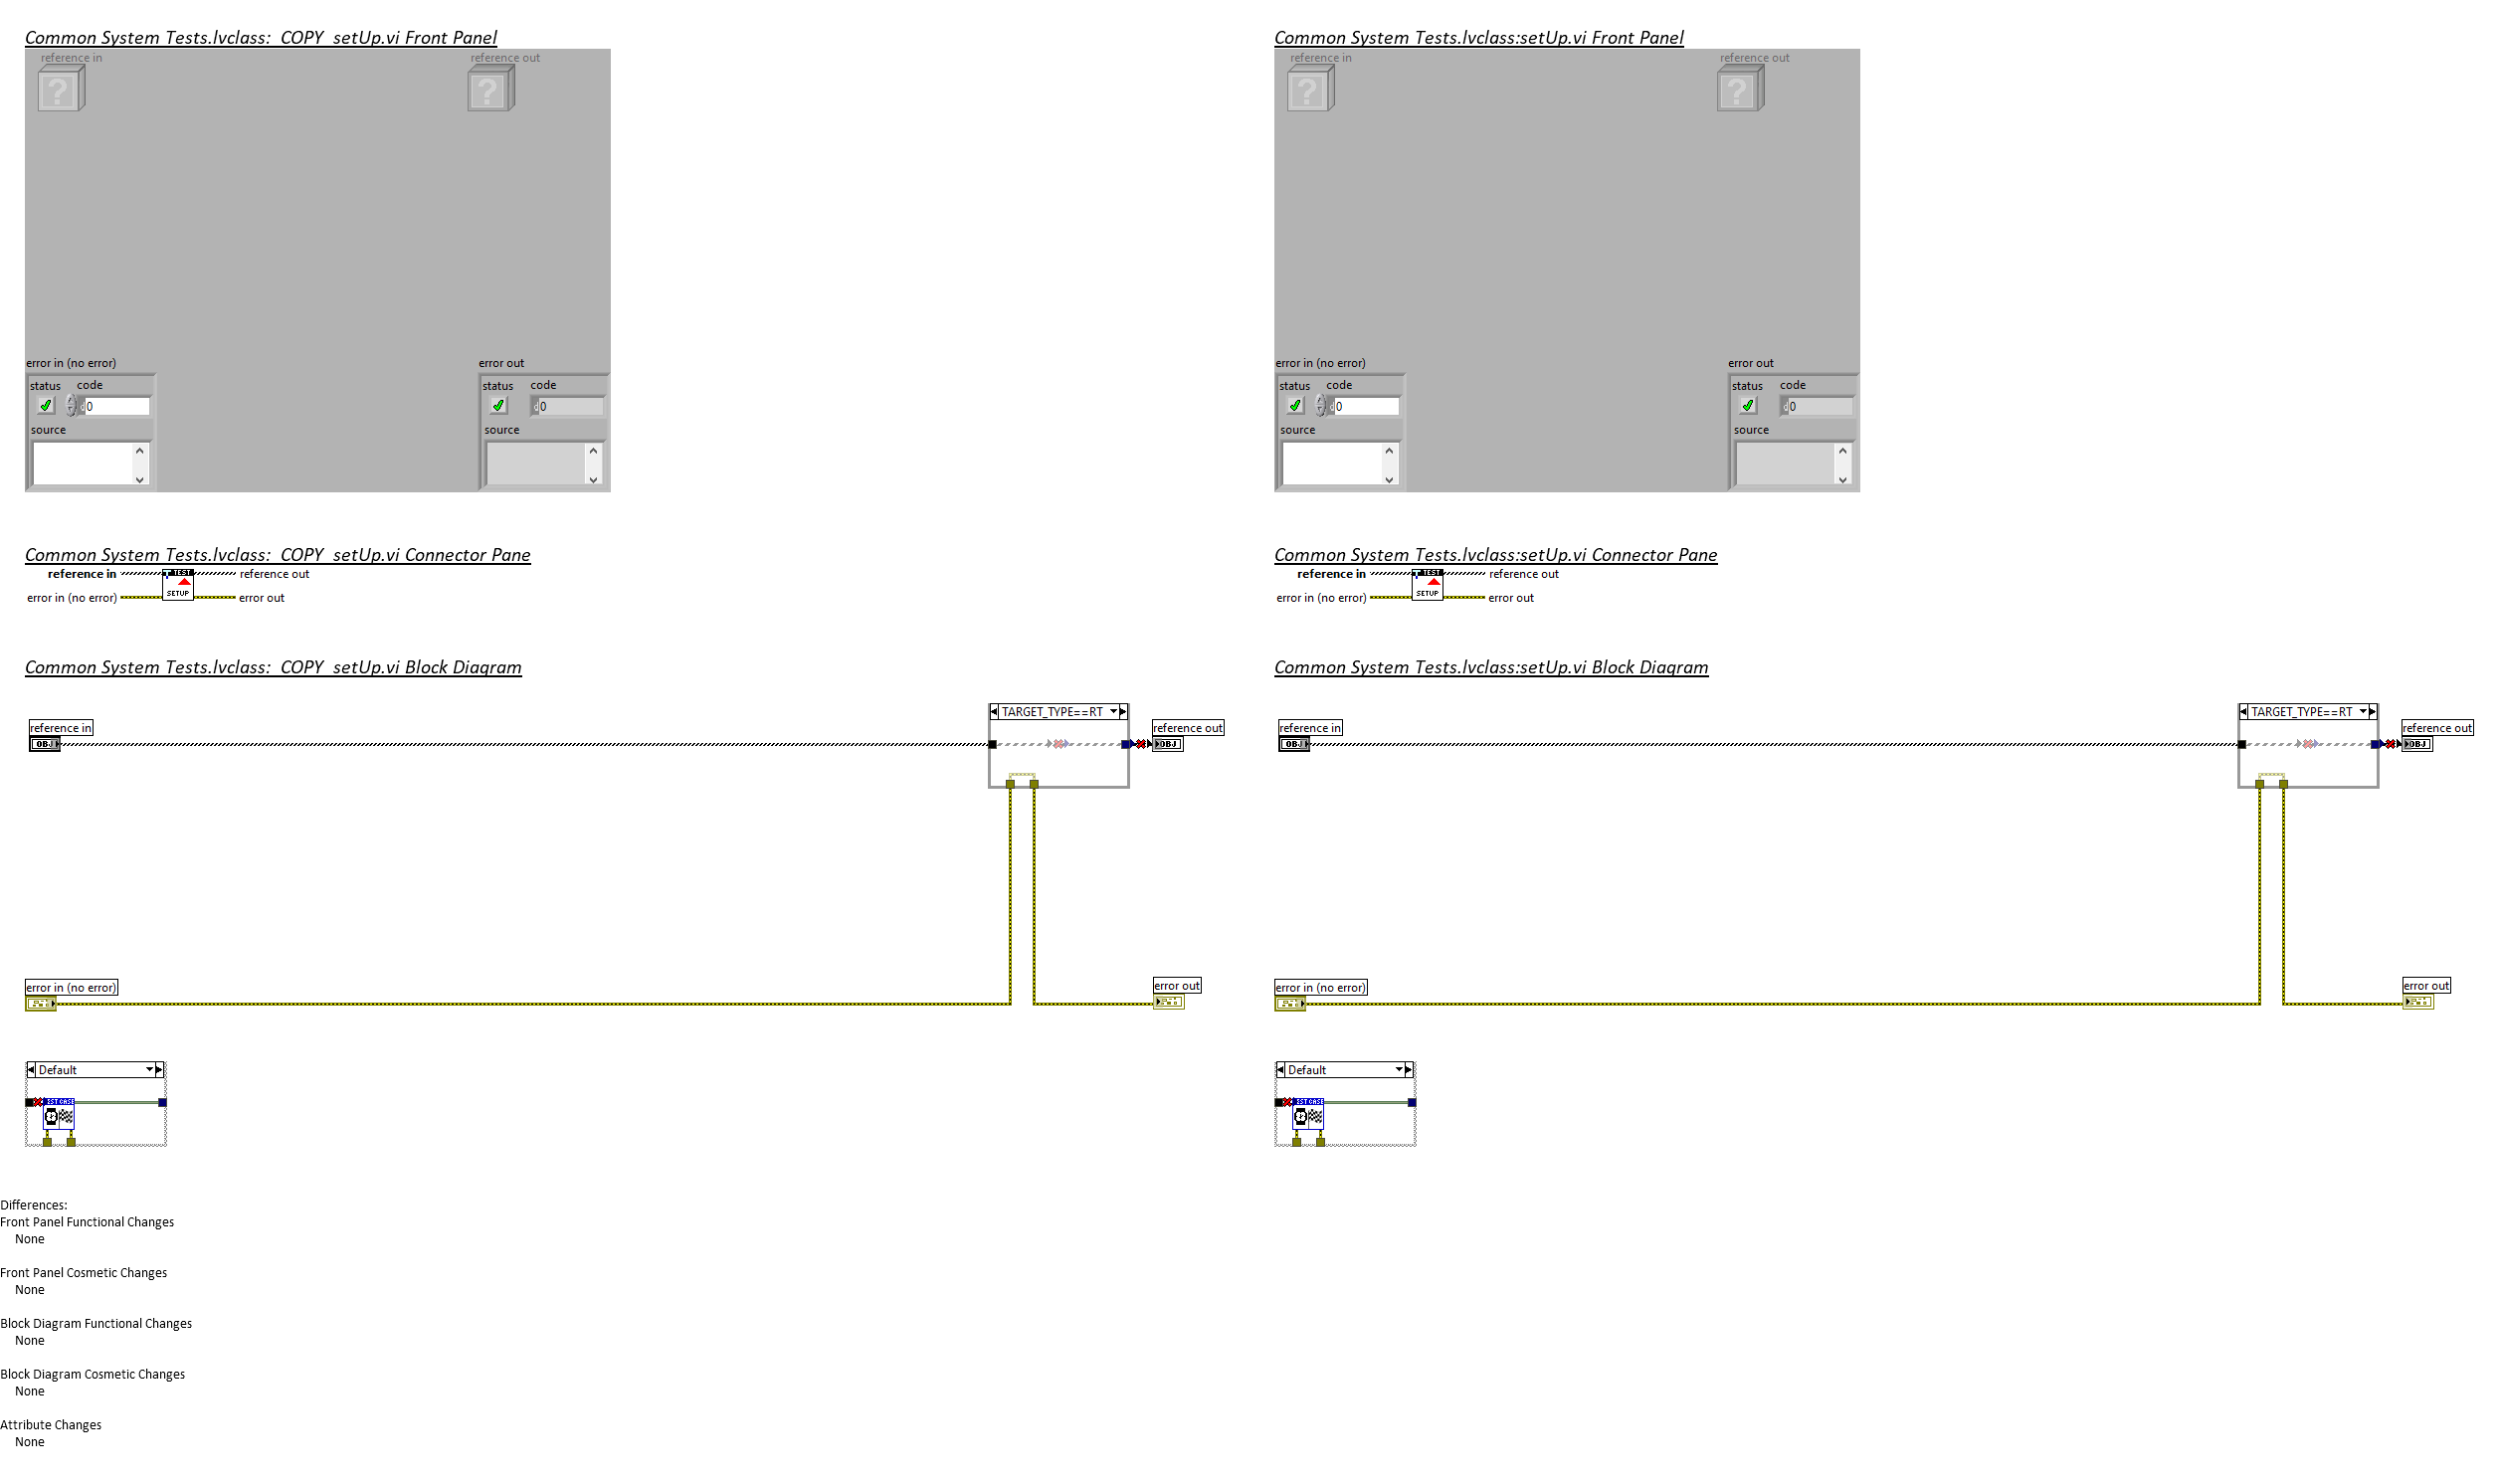 Common System Tests.lvclass:_COPY_setUp.vi Front Panel
reference in
reference out
?
?
error in (no error)
error out
status code
status code
0
0
source
source
Common System Tests.lvclass:_COPY_setUp.vi Connector Pane
reference in
reference out
TEST
SETUP
error in (no error)
error out
Common System Tests.lvclass:_COPY_setUp.vi Block Diagram
TARGET_TYPE==RT
reference in
reference out
OBJ
OBJ
error in (no error)
error out
Default
EST CASE
Common System Tests.lvclass:setUp.vi Front Panel
reference in
reference out
?
?
error in (no error)
error out
status code
status code
0
0
source
source
Common System Tests.lvclass:setUp.vi Connector Pane
reference in
reference out
TEST
SETUP
error in (no error)
error out
Common System Tests.lvclass:setUp.vi Block Diagram
TARGET_TYPE==RT
reference in
reference out
OBJ
OBJ
error in (no error)
error out
Default
EST CASE
Differences:
Front Panel Functional Changes
None
Front Panel Cosmetic Changes
None
Block Diagram Functional Changes
None
Block Diagram Cosmetic Changes
None
Attribute Changes
None